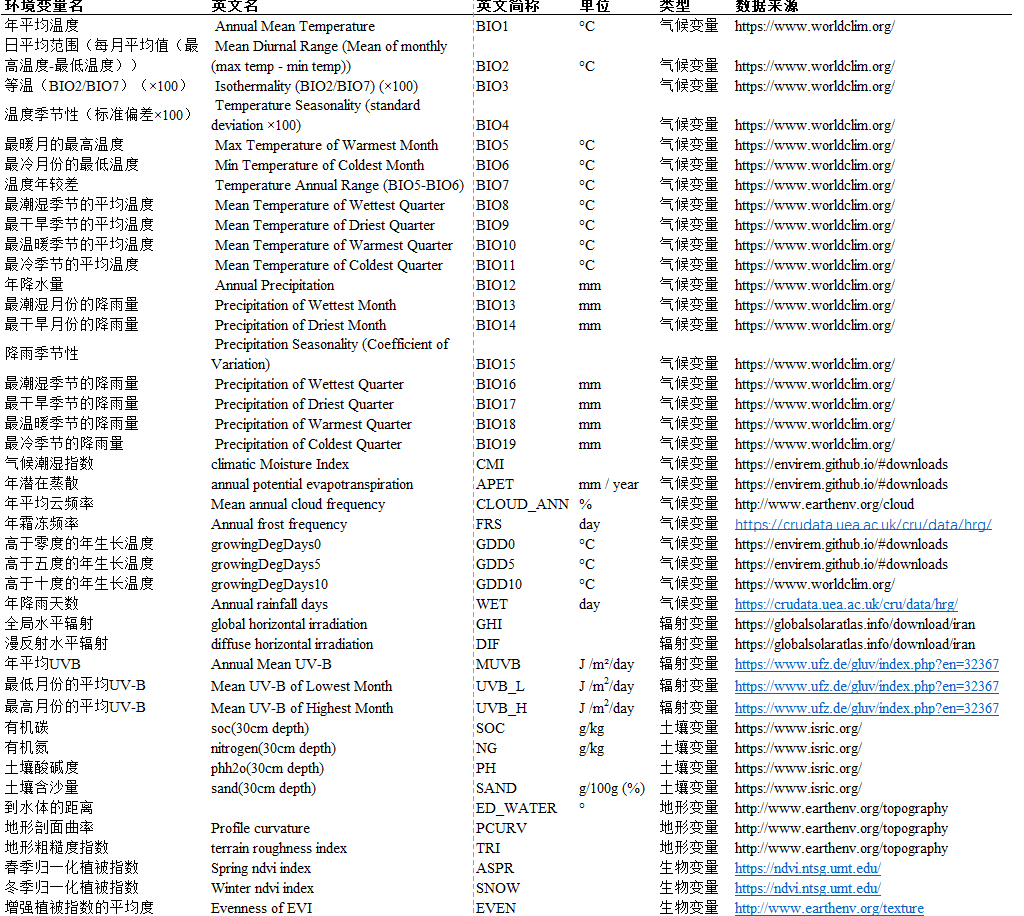 环境变量名 英文名 英文简称 单位 类型 数据来源
年平均温度 Annual Mean Temperature BIO1 °C 气候变量 https://www.worldclim.org/
日平均范围（每月平均值（最 Mean Diurnal Range (Mean of monthly
高温度-最低温度）） (max temp - min temp)) BIO2 °C 气候变量 https://www.worldclim.org/
等温（BIO2/BIO7）（×100） Isothermality (BIO2/BIO7) (×100) BIO3 气候变量 https://www.worldclim.org/
温度季节性（标准偏差×100） Temperature Seasonality (standard
deviation ×100) BIO4 气候变量 https://www.worldclim.org/
最暖月的最高温度 Max Temperature of Warmest Month BIO5 °C 气候变量 https://www.worldclim.org/
最冷月份的最低温度 Min Temperature of Coldest Month BIO6 °C 气候变量 https://www.worldclim.org/
温度年较差 Temperature Annual Range (BIO5-BIO6) BIO7 °C 气候变量 https://www.worldclim.org/
最潮湿季节的平均温度 Mean Temperature of Wettest Quarter BIO8 °C 气候变量 https://www.worldclim.org/
最干旱季节的平均温度 Mean Temperature of Driest Quarter BIO9 °C 气候变量 https://www.worldclim.org/
最温暖季节的平均温度 Mean Temperature of Warmest Quarter BIO10 °C 气候变量 https://www.worldclim.org/
最冷季节的平均温度 Mean Temperature of Coldest Quarter BIO11 °C 气候变量 https://www.worldclim.org/
年降水量 Annual Precipitation BIO12 mm 气候变量 https://www.worldclim.org/
最潮湿月份的降雨量 Precipitation of Wettest Month BIO13 mm 气候变量 https://www.worldclim.org/
最干旱月份的降雨量 Precipitation of Driest Month BIO14 mm 气候变量 https://www.worldclim.org/
降雨季节性 Precipitation Seasonality (Coefficient of
Variation) BIO15 气候变量 https://www.worldclim.org/
最潮湿季节的降雨量 Precipitation of Wettest Quarter BIO16 mm 气候变量 https://www.worldclim.org/
最干旱季节的降雨量 Precipitation of Driest Quarter BIO17 mm 气候变量 https://www.worldclim.org/
最温暖季节的降雨量 Precipitation of Warmest Quarter BIO18 mm 气候变量 https://www.worldclim.org/
最冷季节的降雨量 Precipitation of Coldest Quarter BIO19 mm 气候变量 https://www.worldclim.org/
气候潮湿指数 climatic Moisture Index CMI 气候变量 https://envirem.github.io/#downloads
年潜在蒸散 annual potential evapotranspiration APET mm / year 气候变量 https://envirem.github.io/#downloads
年平均云频率 Mean annual cloud frequency CLOUD_ANN % 气候变量 http://www.earthenv.org/cloud
年霜冻频率 Annual frost frequency FRS day 气候变量 https://crudata.uea.ac.uk/cru/data/hrg/
高于零度的年生长温度 growingDegDays0 GDD0 °C 气候变量 https://envirem.github.io/#downloads
高于五度的年生长温度 growingDegDays5 GDD5 °C 气候变量 https://envirem.github.io/#downloads
高于十度的年生长温度 growingDegDays10 GDD10 °C 气候变量 https://www.worldclim.org/
年降雨天数 Annual rainfall days WET day 气候变量 https://crudata.uea.ac.uk/cru/data/hrg/
全局水平辐射 global horizontal irradiation GHI 辐射变量 https://globalsolaratlas.info/download/iran
漫反射水平辐射 diffuse horizontal irradiation DIF 辐射变量 https://globalsolaratlas.info/download/iran
年平均UVB Annual Mean UV-B MUVB J /m²/day 辐射变量 https://www.ufz.de/gluv/index.php?en=32367
最低月份的平均UV-B Mean UV-B of Lowest Month UVB_L J /m²/day 辐射变量 https://www.ufz.de/gluv/index.php?en=32367
最高月份的平均UV-B Mean UV-B of Highest Month UVB_H J /m²/day 辐射变量 https://www.ufz.de/gluv/index.php?en=32367
有机碳 soc(30cm depth) SOC g/kg 土壤变量 https://www.isric.org/
有机氮 nitrogen(30cm depth) NG g/kg 土壤变量 https://www.isric.org/
土壤酸碱度 phh2o(30cm depth) PH 土壤变量 https://www.isric.org/
土壤含沙量 sand(30cm depth) SAND g/100g (%) 土壤变量 https://www.isric.org/
到水体的距离 ED_WATER ° 地形变量 http://www.earthenv.org/topography
地形剖面曲率 Profile curvature PCURV 地形变量 http://www.earthenv.org/topography
地形粗糙度指数 terrain roughness index TRI 地形变量 http://www.earthenv.org/topography
春季归一化植被指数 Spring ndvi index ASPR 生物变量 https://ndvi.ntsg.umt.edu/
冬季归一化植被指数 Winter ndvi index SNOW 生物变量 https://ndvi.ntsg.umt.edu/
增强植被指数的平均度 Evenness of EVI EVEN 生物变量 http://www.earthenv.org/texture